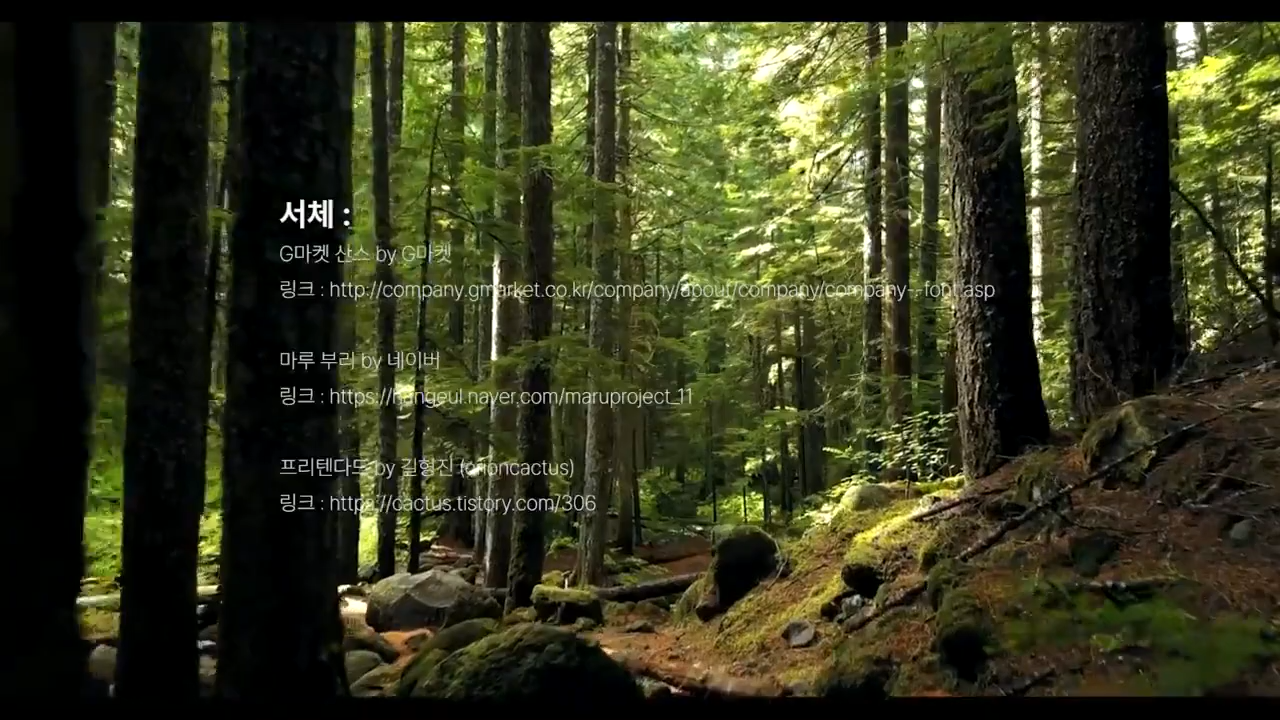 서체 :
G마켓 산스 by G마켓
링크 : http://company.gmarket.co.kr/company/about/company/company--font.asp
마루 부리 by 네이버
링크 : https://hangeul.naver.com/maruproject_11
프리텐다드 by 길형진 (orioncactus)
링크 : https://cactus.tistory.com/306